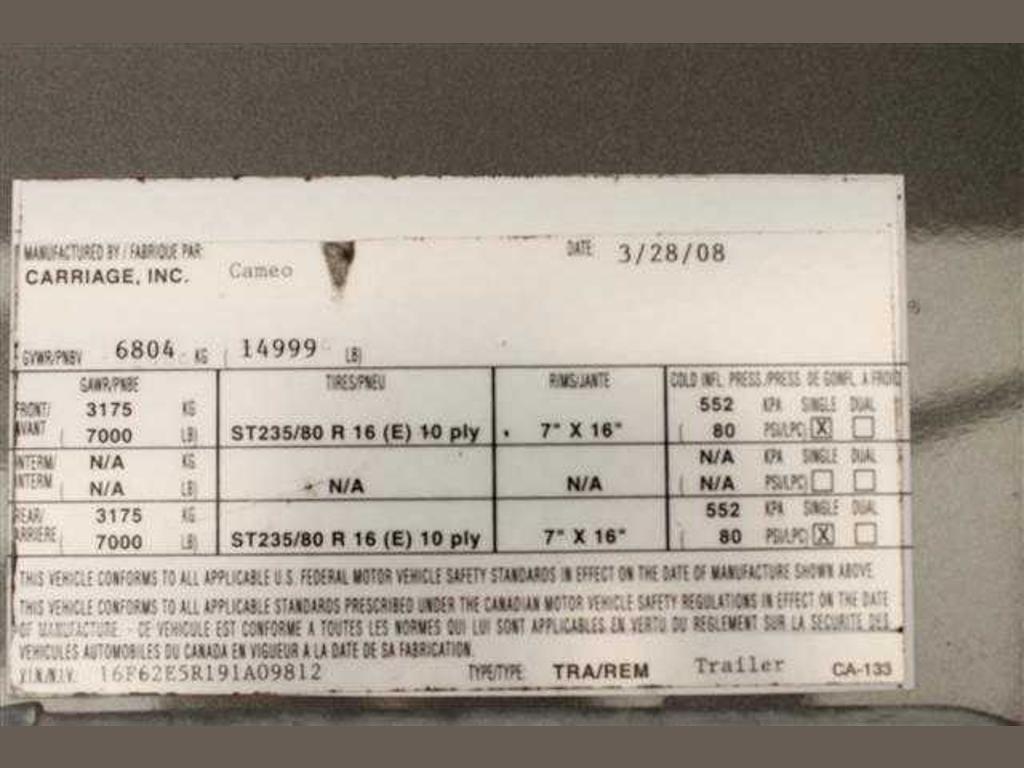 MANUFACTURED BY / FABRIQUE PAR: DATE 3/28/08
CARRIAGE, INC. Cameo
GVWR/PNBV 6804 KG ( 14999 LB)
GAWR/PNBE TIRES/PNEU RIMS/JANTE COLD INFL. PRESS./PRESS. DE GONFL. A FROID
FRONT/ 3175 KG 552 KPA SINGLE DUAL
AVANT ( 7000 LB) ST235/80 R 16 (E) 10 ply 7" X 16" ( 80 PSI/LPC) X
INTERM/ N/A KG N/A KPA SINGLE DUAL
INTERM ( N/A LB) N/A N/A ( N/A PSI/LPC)
REAR/ 3175 KG 552 KPA SINGLE DUAL
ARRIERE ( 7000 LB) ST235/80 R 16 (E) 10 ply 7" X 16" ( 80 PSI/LPC) X
THIS VEHICLE CONFORMS TO ALL APPLICABLE U.S. FEDERAL MOTOR VEHICLE SAFETY STANDARDS IN EFFECT ON THE DATE OF MANUFACTURE SHOWN ABOVE.
THIS VEHICLE CONFORMS TO ALL APPLICABLE STANDARDS PRESCRIBED UNDER THE CANADIAN MOTOR VEHICLE SAFETY REGULATIONS IN EFFECT ON THE DATE
OF MANUFACTURE. - CE VEHICULE EST CONFORME A TOUTES LES NORMES QUI LUI SONT APPLICABLES EN VERTU DU REGLEMENT SUR LA SECURITE DES
VEHICULES AUTOMOBILES DU CANADA EN VIGUEUR A LA DATE DE SA FABRICATION.
V.I.N./N.I.V. 16F62E5R191A09812 TYPE/TYPE: TRA/REM Trailer CA-133